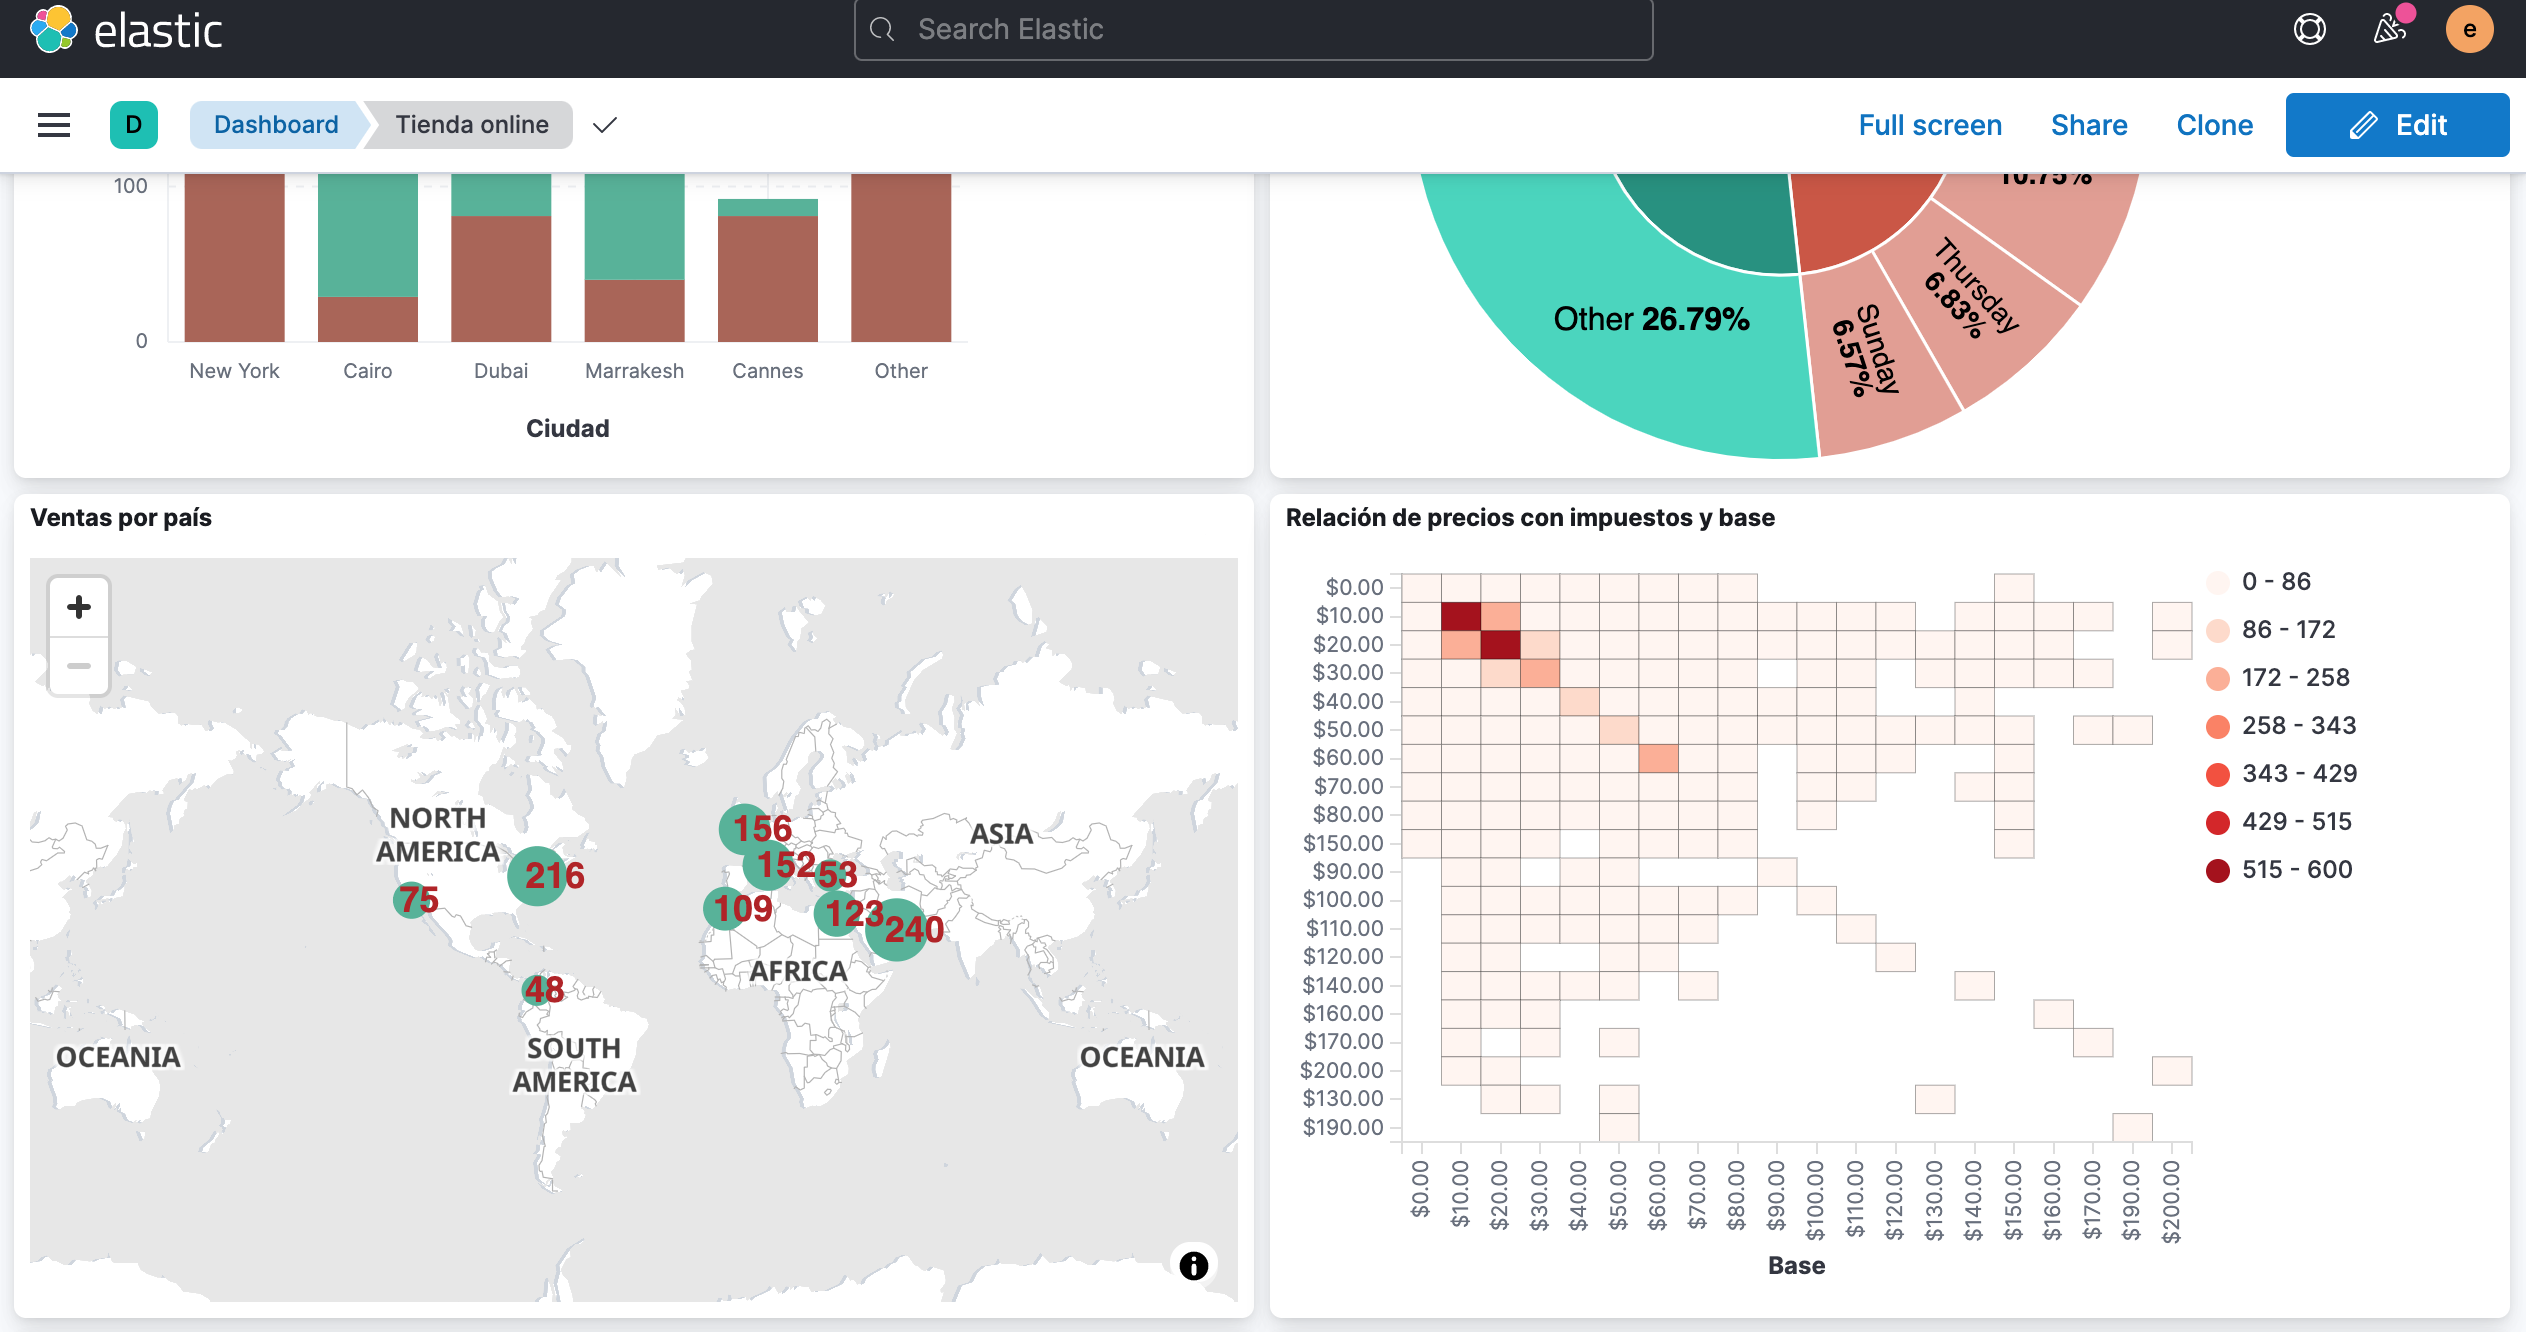 elastic
Search Elastic
e
D
Dashboard
Tienda online
Full screen
Share
Clone
Edit
100
0
New York
Cairo
Dubai
Marrakesh
Cannes
Other
Ciudad
10.75%
Thursday
6.83%
Sunday
6.57%
Other 26.79%
Ventas por país
+
−
NORTH
AMERICA
ASIA
AFRICA
SOUTH
AMERICA
OCEANIA
OCEANIA
156
152
53
216
75
109
123
240
48
Relación de precios con impuestos y base
$0.00
$10.00
$20.00
$30.00
$40.00
$50.00
$60.00
$70.00
$80.00
$150.00
$90.00
$100.00
$110.00
$120.00
$140.00
$160.00
$170.00
$200.00
$130.00
$190.00
$0.00
$10.00
$20.00
$30.00
$40.00
$50.00
$60.00
$70.00
$80.00
$90.00
$100.00
$110.00
$120.00
$130.00
$140.00
$150.00
$160.00
$170.00
$190.00
$200.00
Base
0 - 86
86 - 172
172 - 258
258 - 343
343 - 429
429 - 515
515 - 600